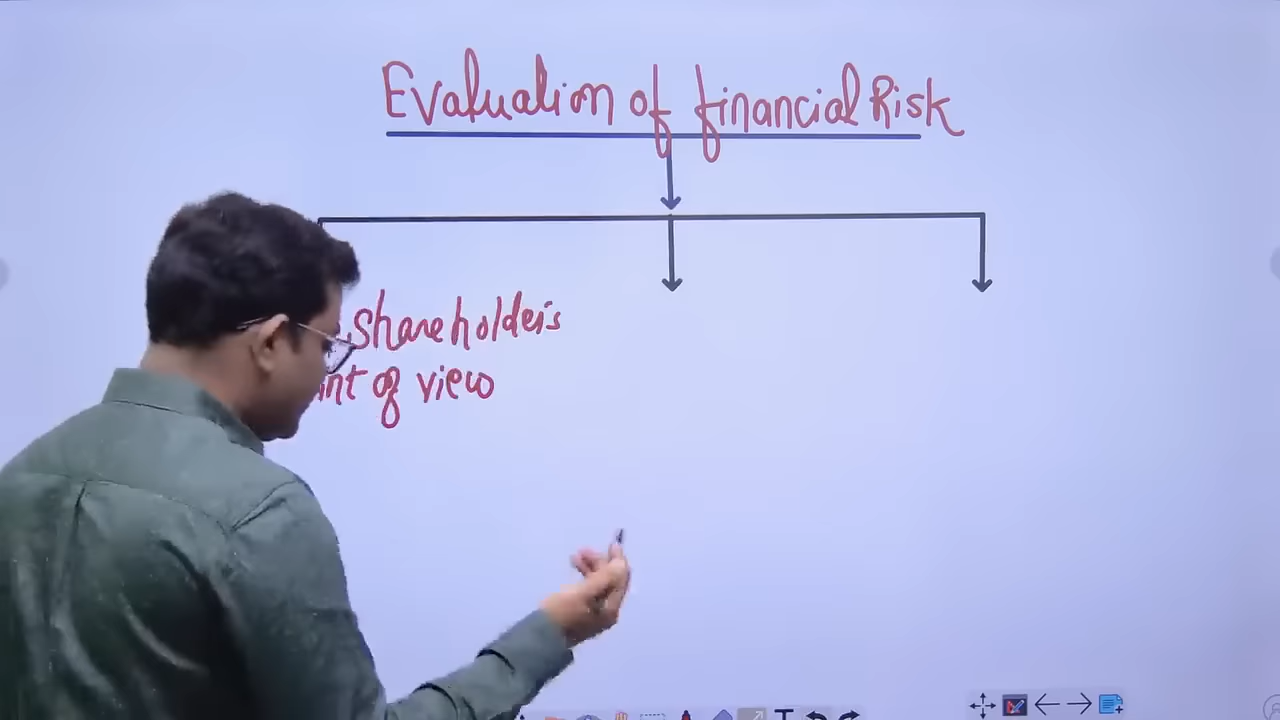 Evaluation of financial Risk
shareholders
of view